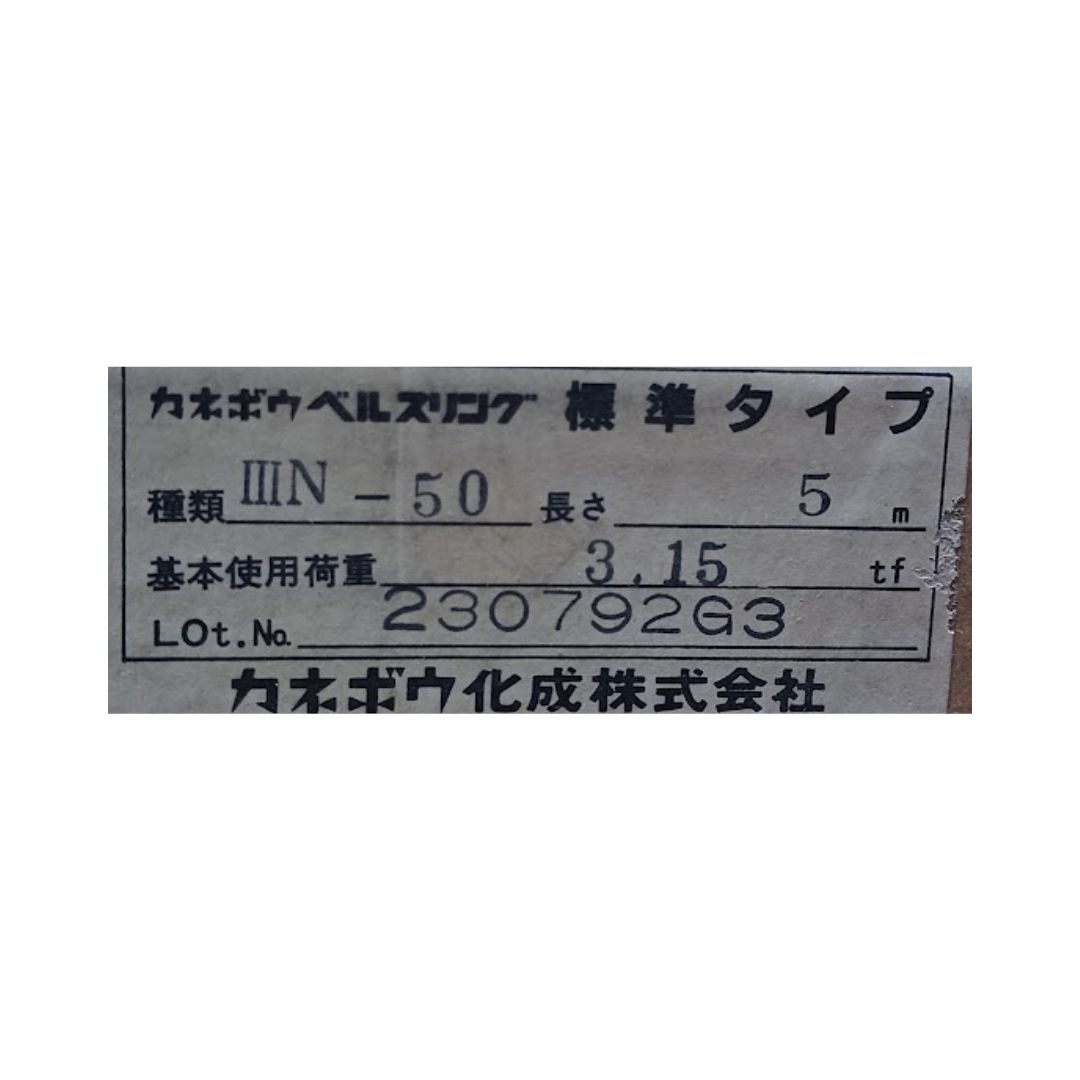 カネボウベルスリング 標準タイプ
種類 ⅢN-50 長さ 5 m
基本使用荷重 3.15 tf
LOt.No. 230792G3
カネボウ化成株式会社